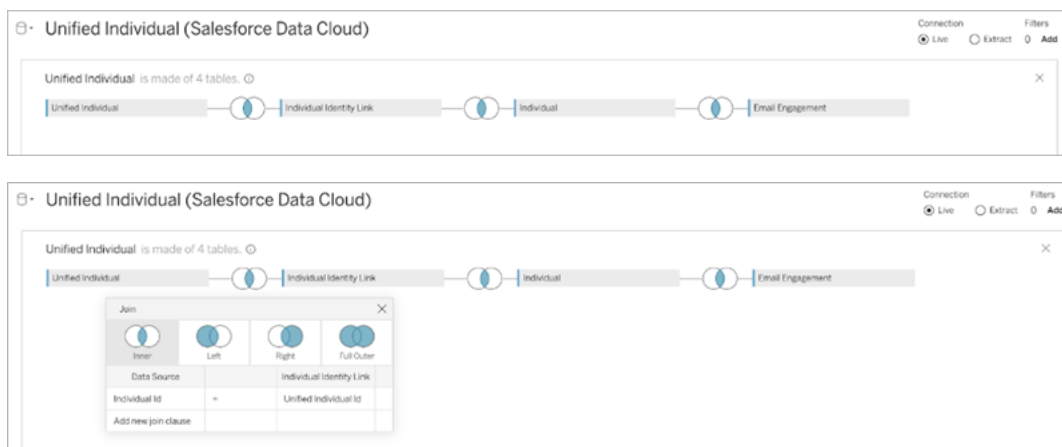 Unified Individual (Salesforce Data Cloud)
Connection Filters
Live Extract 0 Add
Unified Individual is made of 4 tables.
Unified Individual Individual Identity Link Individual Email Engagement
Unified Individual (Salesforce Data Cloud)
Connection Filters
Live Extract 0 Add
Unified Individual is made of 4 tables.
Unified Individual Individual Identity Link Individual Email Engagement
Join
Inner Left Right Full Outer
Data Source Individual Identity Link
Individual Id = Unified Individual Id
Add new join clause